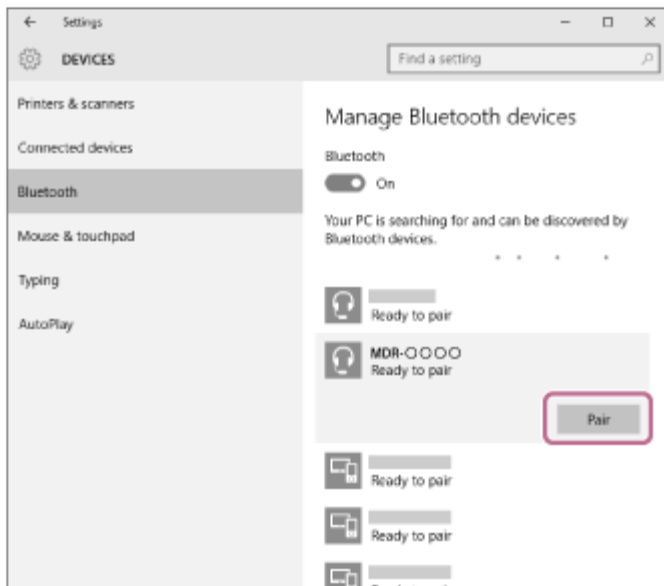 Settings
DEVICES
Find a setting
Printers & scanners
Connected devices
Bluetooth
Mouse & touchpad
Typing
AutoPlay
Manage Bluetooth devices
Bluetooth
On
Your PC is searching for and can be discovered by
Bluetooth devices.
Ready to pair
MDR-○○○○
Ready to pair
Pair
Ready to pair
Ready to pair